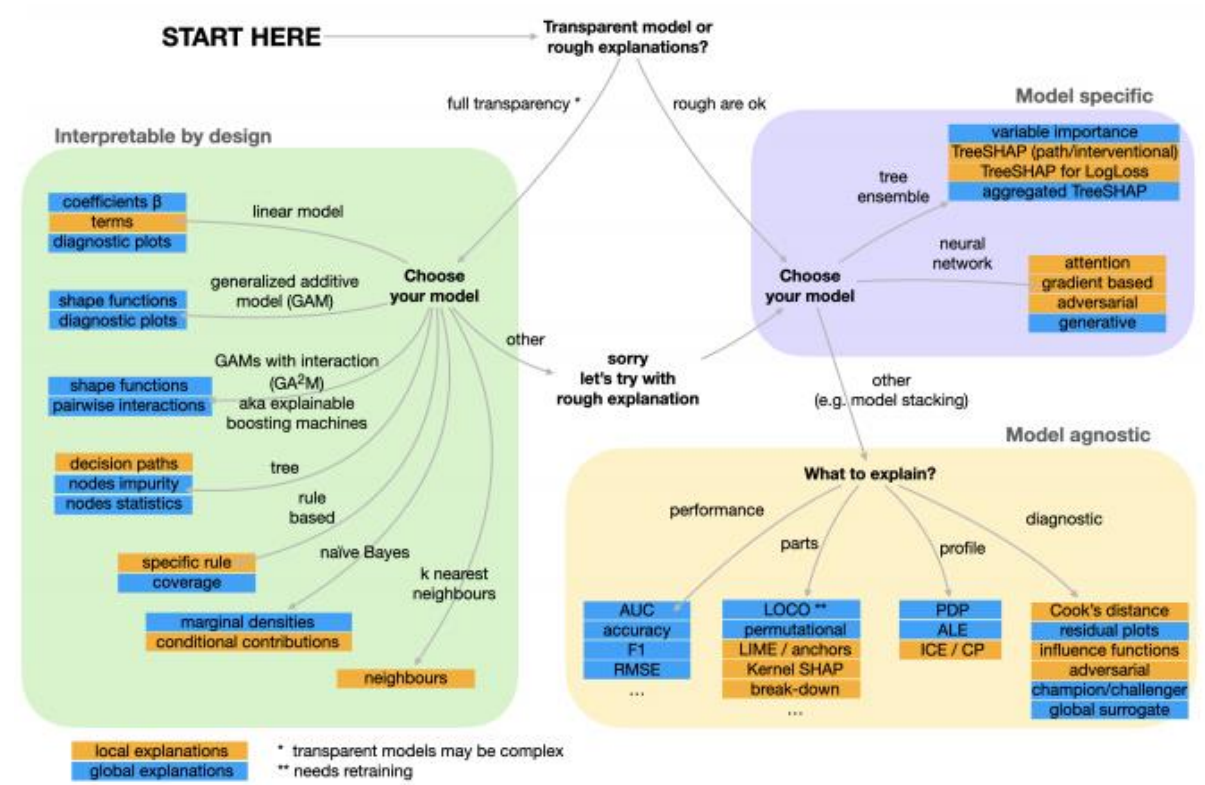 START HERE
Transparent model or
rough explanations?
full transparency *
rough are ok
Interpretable by design
coefficients β
terms
diagnostic plots
linear model
shape functions
diagnostic plots
generalized additive
model (GAM)
Choose
your model
shape functions
pairwise interactions
GAMs with interaction
(GA²M)
aka explainable
boosting machines
decision paths
nodes impurity
nodes statistics
tree
rule
based
specific rule
coverage
naïve Bayes
marginal densities
conditional contributions
k nearest
neighbours
neighbours
other
sorry
let's try with
rough explanation
Model specific
variable importance
TreeSHAP (path/interventional)
TreeSHAP for LogLoss
aggregated TreeSHAP
tree
ensemble
neural
network
attention
gradient based
adversarial
generative
Choose
your model
other
(e.g. model stacking)
Model agnostic
What to explain?
performance
parts
profile
diagnostic
AUC
accuracy
F1
RMSE
...
LOCO **
permutational
LIME / anchors
Kernel SHAP
break-down
...
PDP
ALE
ICE / CP
Cook's distance
residual plots
influence functions
adversarial
champion/challenger
global surrogate
local explanations
global explanations
* transparent models may be complex
** needs retraining